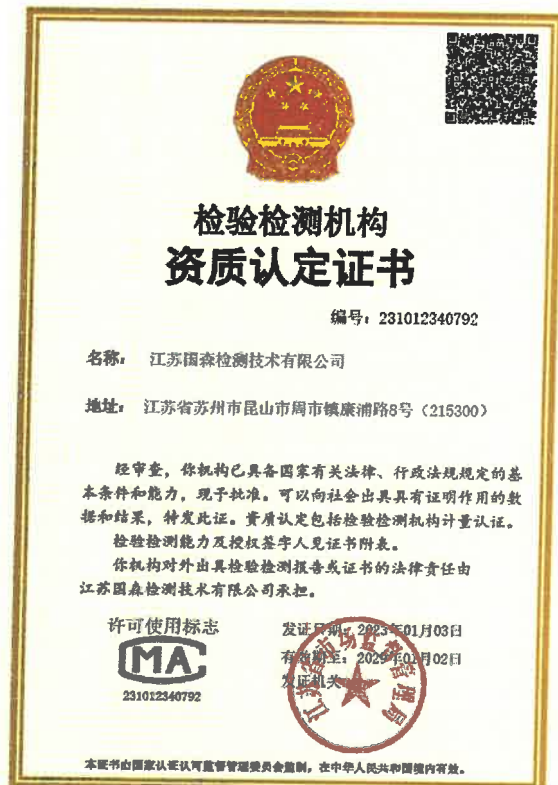 检验检测机构
资质认定证书
编号：231012340792
名称： 江苏国森检测技术有限公司
地址： 江苏省苏州市昆山市周市镇康浦路8号（215300）
经审查，你机构已具备国家有关法律、行政法规规定的基
本条件和能力，现予批准。可以向社会出具具有证明作用的数
据和结果，特发此证。资质认定包括检验检测机构计量认证。
检验检测能力及授权签字人见证书附表。
你机构对外出具检验检测报告或证书的法律责任由
江苏国森检测技术有限公司承担。
许可使用标志
MA
231012340792
发证日期：2023年01月03日
有效期至：2029年01月02日
发证机关
江苏省市场监督管理局
本证书由国家认证认可监督管理委员会监制，在中华人民共和国境内有效。